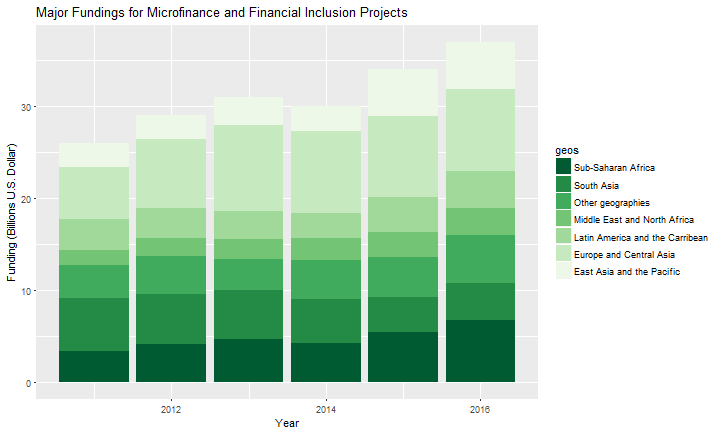 Major Fundings for Microfinance and Financial Inclusion Projects
Funding (Billions U.S. Dollar)
30
20
10
0
2012
2014
2016
Year
geos
Sub-Saharan Africa
South Asia
Other geographies
Middle East and North Africa
Latin America and the Carribean
Europe and Central Asia
East Asia and the Pacific